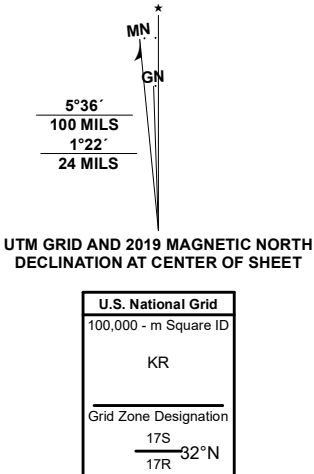 ★
MN
GN
5°36´
100 MILS
1°22´
24 MILS
UTM GRID AND 2019 MAGNETIC NORTH
DECLINATION AT CENTER OF SHEET
U.S. National Grid
100,000 - m Square ID
KR
Grid Zone Designation
17S
32°N
17R